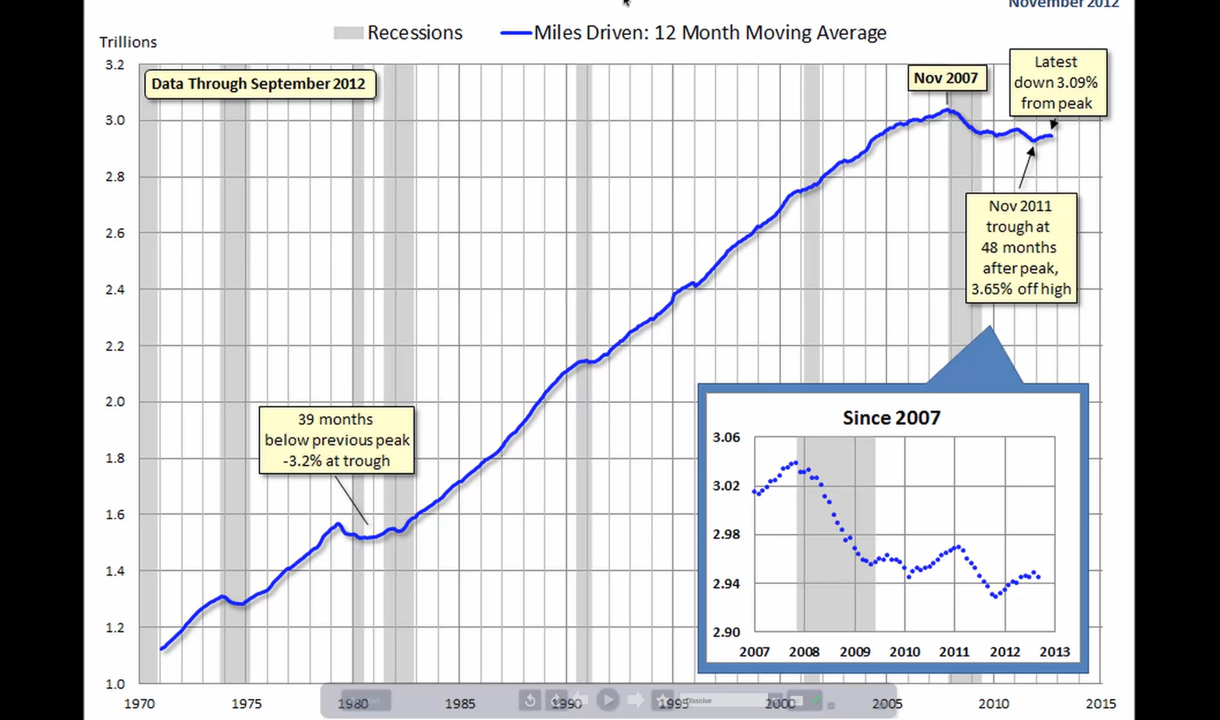 November 2012
Recessions
Miles Driven: 12 Month Moving Average
Trillions
Data Through September 2012
Nov 2007
Latest
down 3.09%
from peak
Nov 2011
trough at
48 months
after peak,
3.65% off high
39 months
below previous peak
-3.2% at trough
3.2
3.0
2.8
2.6
2.4
2.2
2.0
1.8
1.6
1.4
1.2
1.0
1970
1975
1980
1985
1990
1995
2000
2005
2010
2015
Since 2007
3.06
3.02
2.98
2.94
2.90
2007
2008
2009
2010
2011
2012
2013
Dissolve